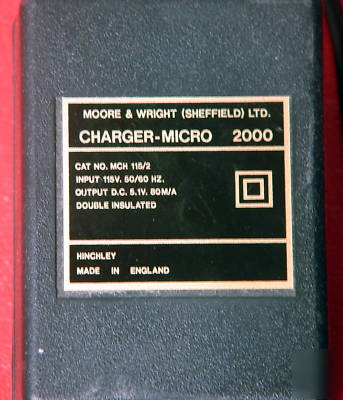 MOORE & WRIGHT (SHEFFIELD) LTD.
CHARGER-MICRO 2000
CAT NO. MCH 115/2
INPUT 115V. 50/60 HZ.
OUTPUT D.C. 5.1V. 80M/A
DOUBLE INSULATED
HINCHLEY
MADE IN ENGLAND